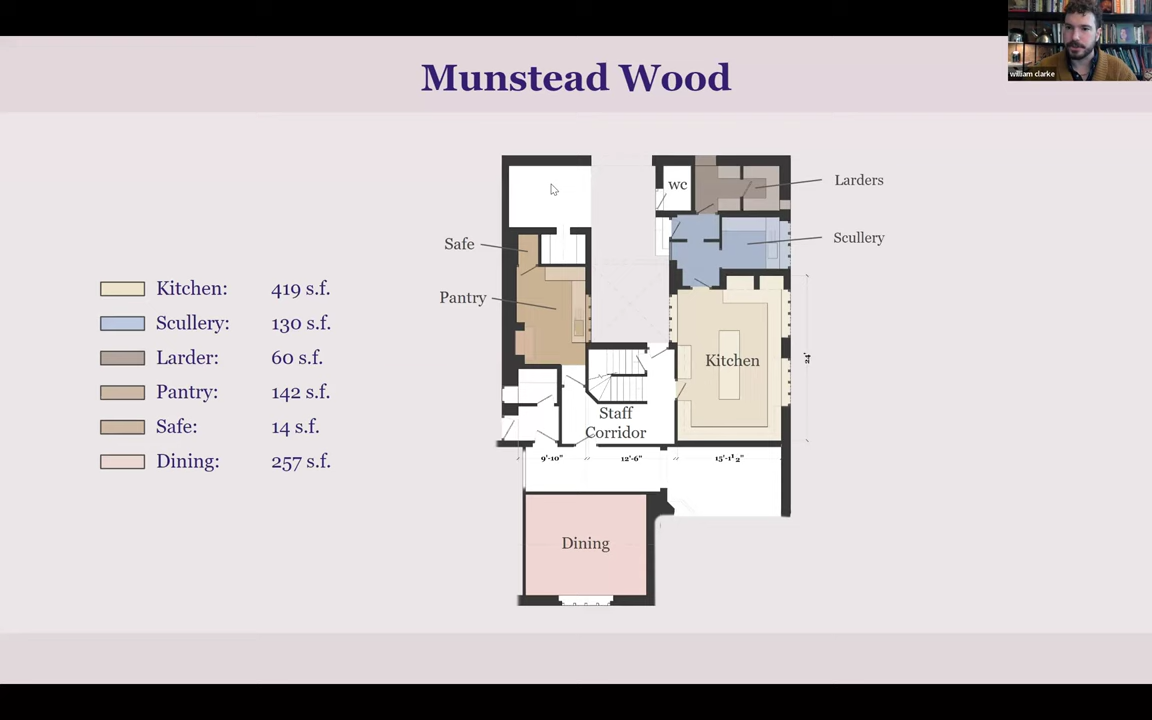 william clarke
Munstead Wood
wc
Larders
Scullery
Safe
Pantry
Kitchen: 419 s.f.
Scullery: 130 s.f.
Larder: 60 s.f.
Pantry: 142 s.f.
Safe: 14 s.f.
Dining: 257 s.f.
Kitchen
24'
Staff
Corridor
9'-10" 12'-6"
Dining